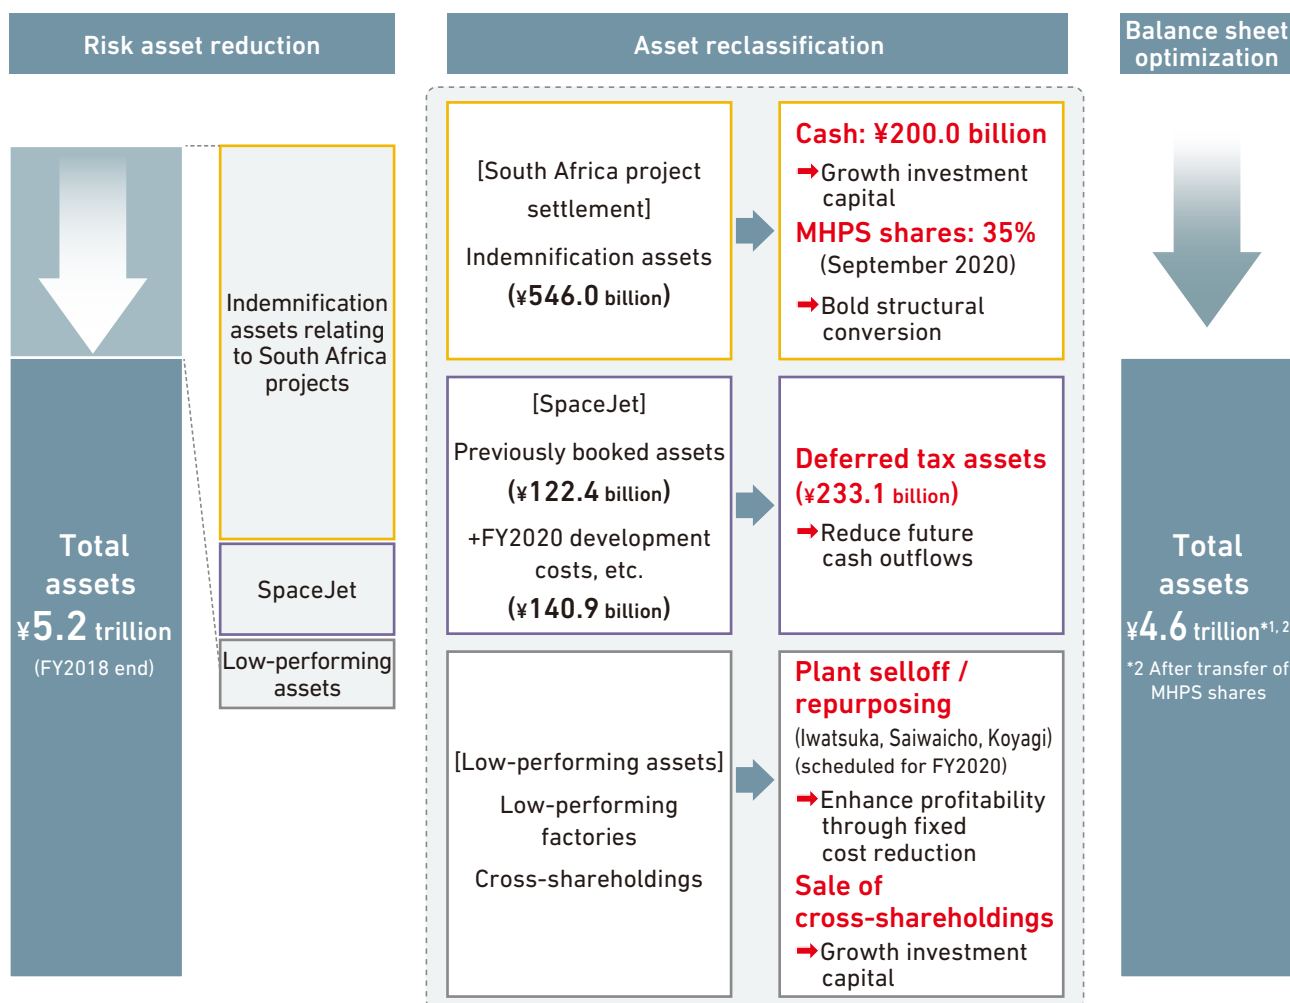 Risk asset reduction
Asset reclassification
Balance sheet
optimization
Total
assets
¥5.2 trillion
(FY2018 end)
Indemnification
assets relating
to South Africa
projects
SpaceJet
Low-performing
assets
[South Africa project
settlement]
Indemnification assets
(¥546.0 billion)
Cash: ¥200.0 billion
➡Growth investment
capital
MHPS shares: 35%
(September 2020)
➡Bold structural
conversion
[SpaceJet]
Previously booked assets
(¥122.4 billion)
+FY2020 development
costs, etc.
(¥140.9 billion)
Deferred tax assets
(¥233.1 billion)
➡Reduce future
cash outflows
[Low-performing assets]
Low-performing
factories
Cross-shareholdings
Plant selloff /
repurposing
(Iwatsuka, Saiwaicho, Koyagi)
(scheduled for FY2020)
➡Enhance profitability
through fixed
cost reduction
Sale of
cross-shareholdings
➡Growth investment
capital
Total
assets
¥4.6 trillion*1, 2
*2 After transfer of
MHPS shares